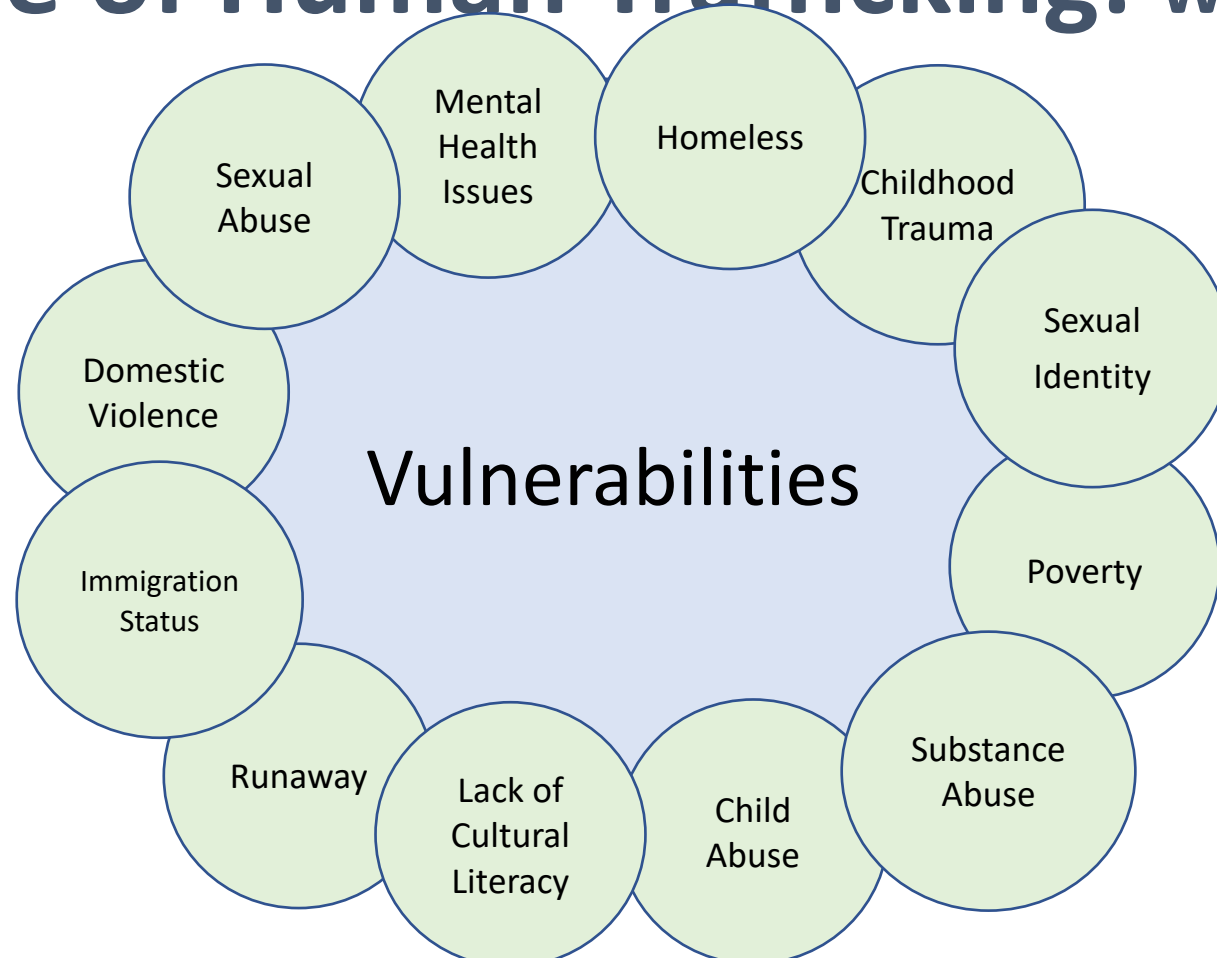 of Human Trafficking:
Mental
Health
Issues
Homeless
Childhood
Trauma
Sexual
Identity
Sexual
Abuse
Domestic
Violence
Vulnerabilities
Poverty
Immigration
Status
Substance
Abuse
Runaway
Lack of
Cultural
Literacy
Child
Abuse